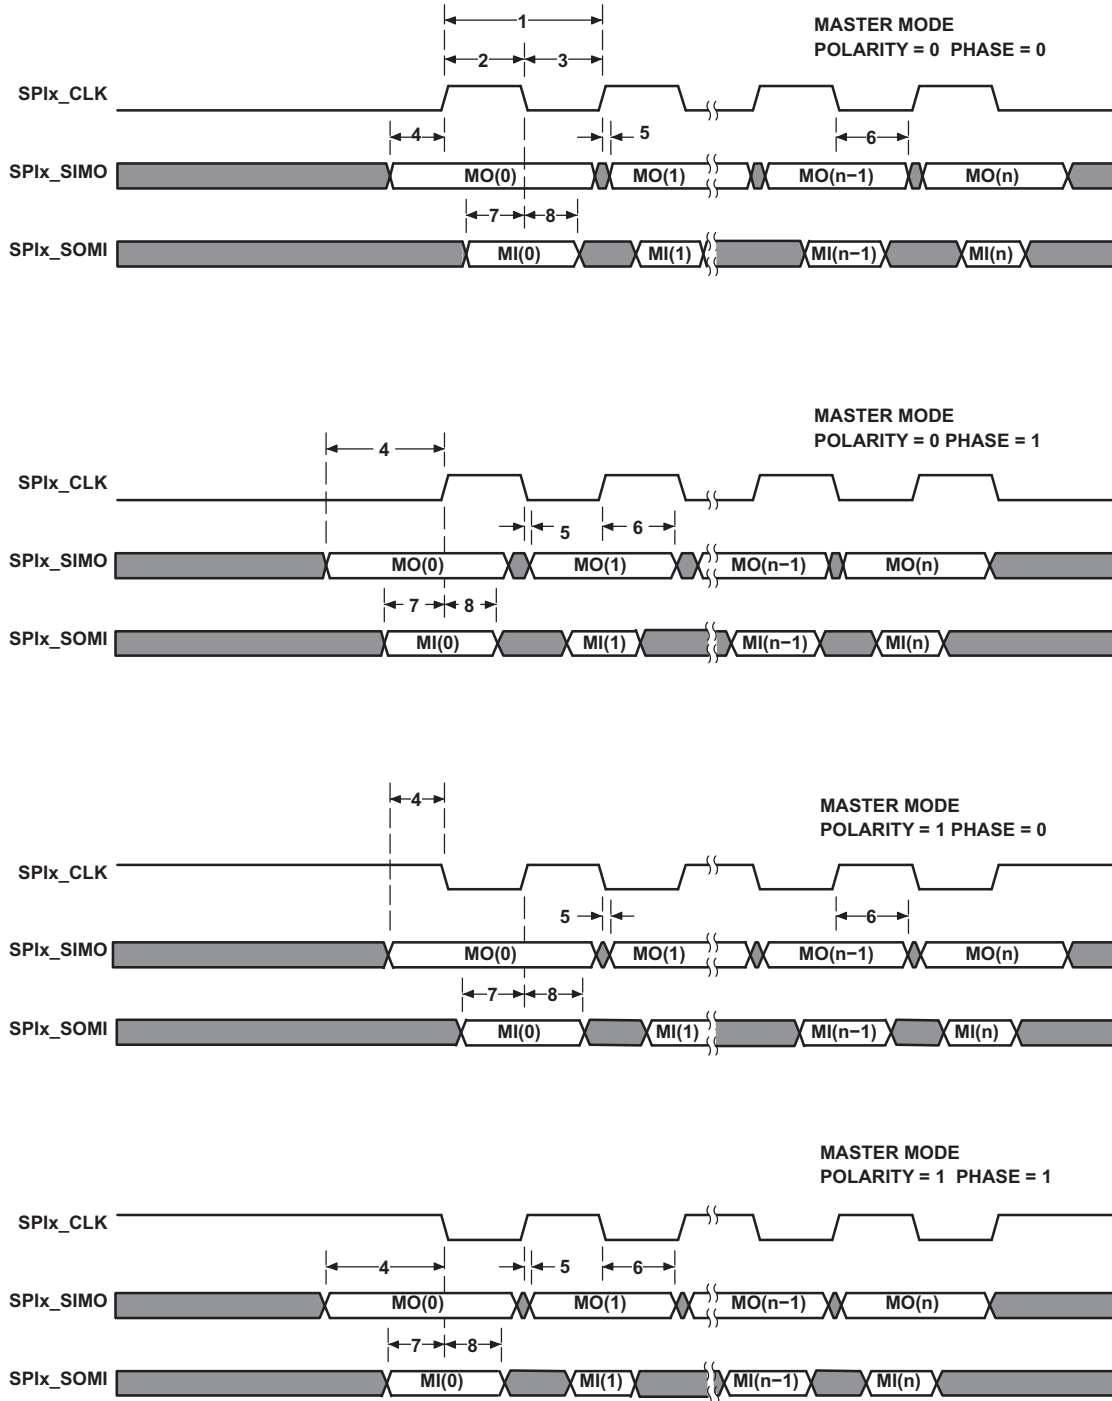 1
MASTER MODE
POLARITY = 0 PHASE = 0
2 3
SPIx_CLK
4 5 6
SPIx_SIMO MO(0) MO(1) MO(n−1) MO(n)
7 8
SPIx_SOMI MI(0) MI(1) MI(n−1) MI(n)
MASTER MODE
POLARITY = 0 PHASE = 1
4
SPIx_CLK
5 6
SPIx_SIMO MO(0) MO(1) MO(n−1) MO(n)
7 8
SPIx_SOMI MI(0) MI(1) MI(n−1) MI(n)
4
MASTER MODE
POLARITY = 1 PHASE = 0
SPIx_CLK
5 6
SPIx_SIMO MO(0) MO(1) MO(n−1) MO(n)
7 8
SPIx_SOMI MI(0) MI(1) MI(n−1) MI(n)
MASTER MODE
POLARITY = 1 PHASE = 1
SPIx_CLK
4 5 6
SPIx_SIMO MO(0) MO(1) MO(n−1) MO(n)
7 8
SPIx_SOMI MI(0) MI(1) MI(n−1) MI(n)